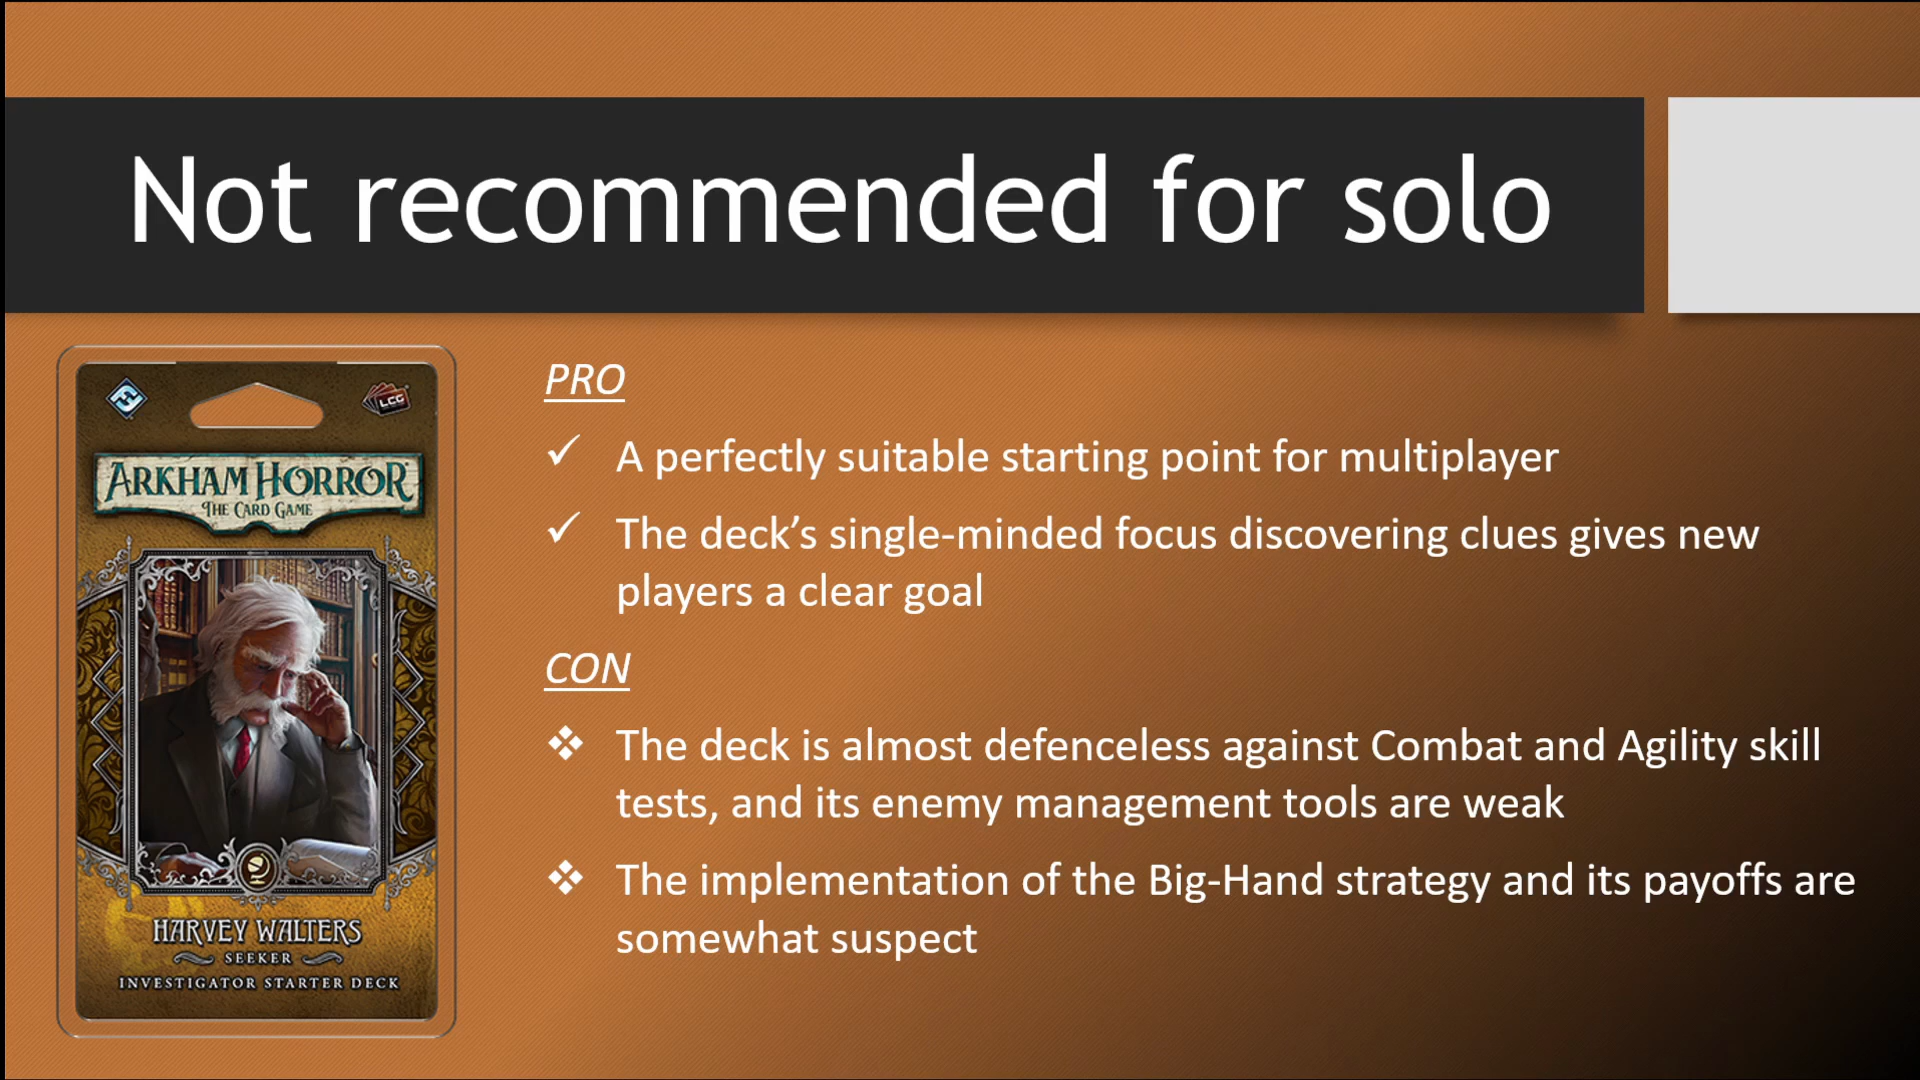 Not recommended for solo
LCG
ARKHAM HORROR
THE CARD GAME
HARVEY WALTERS
SEEKER
INVESTIGATOR STARTER DECK
PRO
A perfectly suitable starting point for multiplayer
The deck’s single-minded focus discovering clues gives new
players a clear goal
CON
The deck is almost defenceless against Combat and Agility skill
tests, and its enemy management tools are weak
The implementation of the Big-Hand strategy and its payoffs are
somewhat suspect